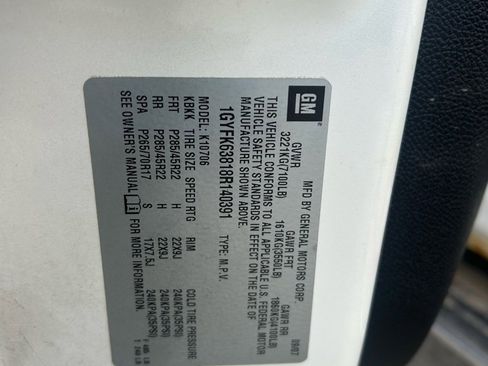 GM
MFD BY GENERAL MOTORS CORP. 09/07
GVWR GAWR FRT GAWR RR
3221KG(7100LB) 1610KG(3550LB) 1860KG(4100LB)
THIS VEHICLE CONFORMS TO ALL APPLICABLE U.S. FEDERAL MOTOR
VEHICLE SAFETY STANDARDS IN EFFECT ON THE DATE OF
MANUFACTURE SHOWN ABOVE.
1GYFK63818R140391 TYPE: M.P.V.
MODEL: K10706
KBKK TIRE SIZE SPEED RTG RIM COLD TIRE PRESSURE
FRT P285/45R22 H 22X9J 240KPA(35PSI)
RR P285/45R22 H 22X9J 240KPA(35PSI)
SPA P265/70R17 S 17X7.5J 240KPA(35PSI)
SEE OWNER'S MANUAL i FOR MORE INFORMATION